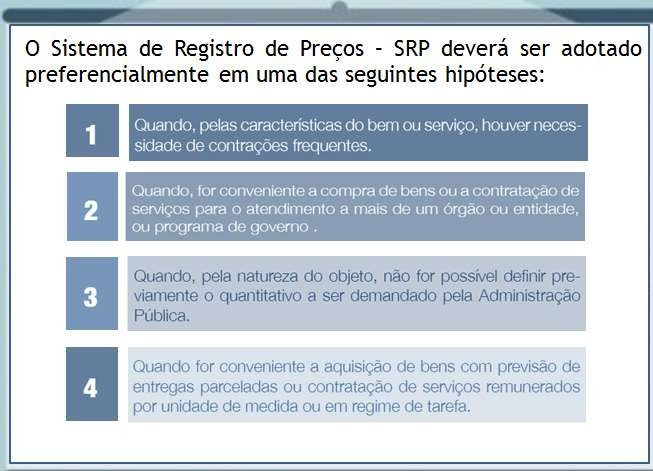 O Sistema de Registro de Preços – SRP deverá ser adotado
preferencialmente em uma das seguintes hipóteses:
1
Quando, pelas características do bem ou serviço, houver neces-
sidade de contrações frequentes.
2
Quando, for conveniente a compra de bens ou a contratação de
serviços para o atendimento a mais de um órgão ou entidade,
ou programa de governo .
3
Quando, pela natureza do objeto, não for possível definir pre-
viamente o quantitativo a ser demandado pela Administração
Pública.
4
Quando for conveniente a aquisição de bens com previsão de
entregas parceladas ou contratação de serviços remunerados
por unidade de medida ou em regime de tarefa.